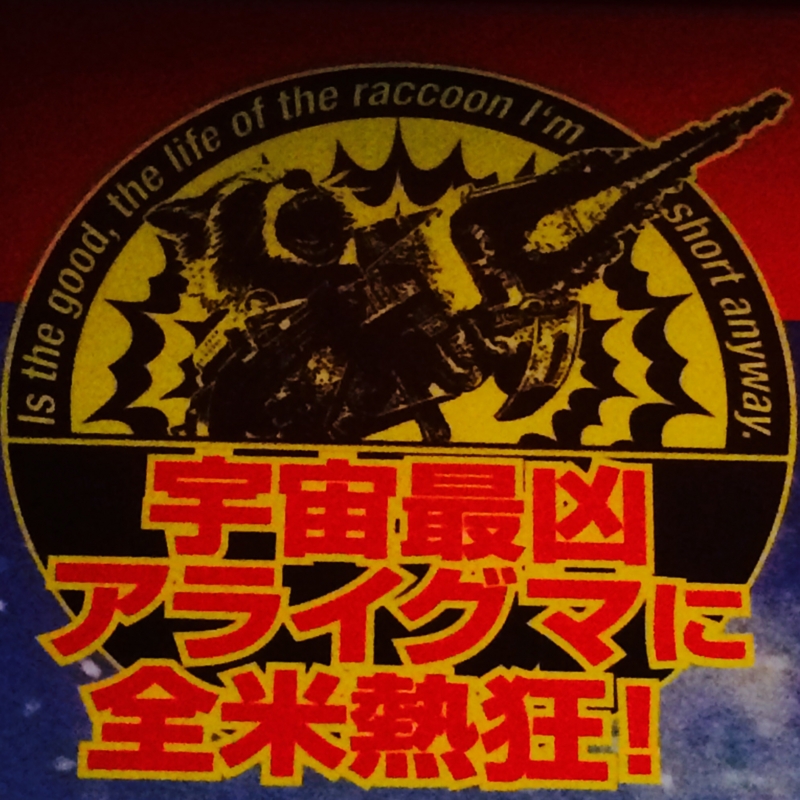 Is the good, the life of the raccoon I'm short anyway.
宇宙最凶
アライグマに
全米熱狂!